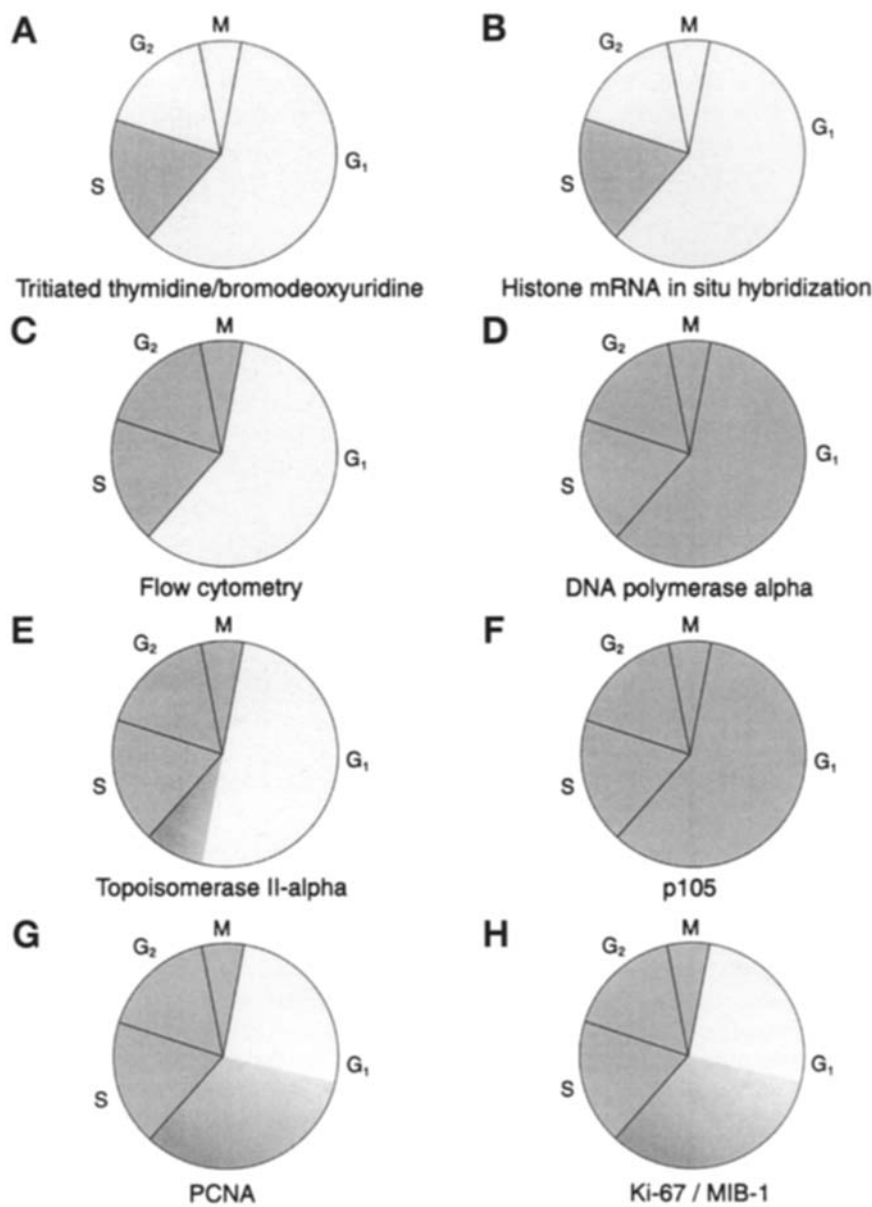 A
M
G₂
G₁
S
Tritiated thymidine/bromodeoxyuridine
B
M
G₂
G₁
S
Histone mRNA in situ hybridization
C
M
G₂
G₁
S
Flow cytometry
D
M
G₂
G₁
S
DNA polymerase alpha
E
M
G₂
G₁
S
Topoisomerase II-alpha
F
M
G₂
G₁
S
p105
G
M
G₂
G₁
S
PCNA
H
M
G₂
G₁
S
Ki-67 / MIB-1